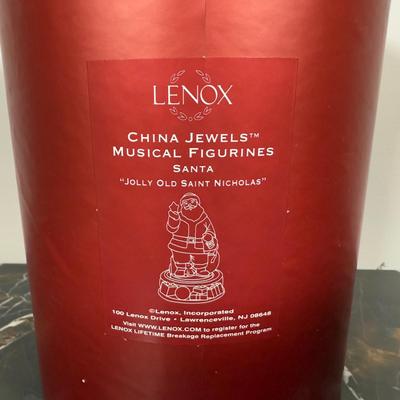 LENOX
CHINA JEWELS™
MUSICAL FIGURINES
SANTA
"JOLLY OLD SAINT NICHOLAS"
©Lenox, Incorporated
100 Lenox Drive • Lawrenceville, NJ 08648
Visit WWW.LENOX.COM to register for the
LENOX LIFETIME Breakage Replacement Program